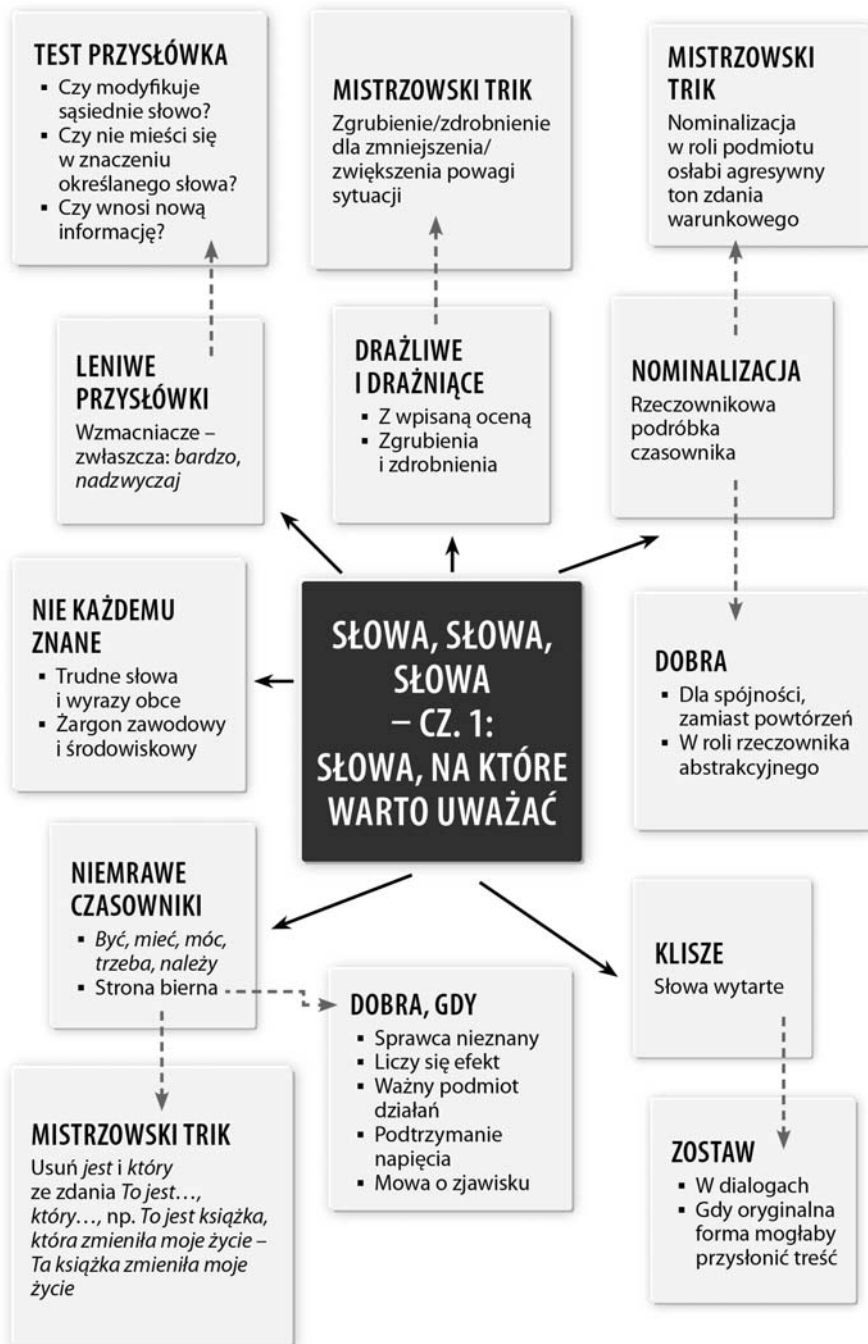 TEST PRZYSŁÓWKA
▪ Czy modyfikuje
sąsiednie słowo?
▪ Czy nie mieści się
w znaczeniu
określanego słowa?
▪ Czy wnosi nową
informację?
MISTRZOWSKI TRIK
Zgrubienie/zdrobnienie
dla zmniejszenia/
zwiększenia powagi
sytuacji
MISTRZOWSKI
TRIK
Nominalizacja
w roli podmiotu
osłabi agresywny
ton zdania
warunkowego
LENIWE
PRZYSŁÓWKI
Wzmacniacze –
zwłaszcza: bardzo,
nadzwyczaj
DRAŻLIWE
I DRAŻNIĄCE
▪ Z wpisaną oceną
▪ Zgrubienia
i zdrobnienia
NOMINALIZACJA
Rzeczownikowa
podróbka
czasownika
NIE KAŻDEMU
ZNANE
▪ Trudne słowa
i wyrazy obce
▪ Żargon zawodowy
i środowiskowy
SŁOWA, SŁOWA,
SŁOWA
– CZ. 1:
SŁOWA, NA KTÓRE
WARTO UWAŻAĆ
DOBRA
▪ Dla spójności,
zamiast powtórzeń
▪ W roli rzeczownika
abstrakcyjnego
NIEMRAWE
CZASOWNIKI
▪ Być, mieć, móc,
trzeba, należy
▪ Strona bierna
DOBRA, GDY
▪ Sprawca nieznany
▪ Liczy się efekt
▪ Ważny podmiot
działań
▪ Podtrzymanie
napięcia
▪ Mowa o zjawisku
KLISZE
Słowa wytarte
MISTRZOWSKI TRIK
Usuń jest i który
ze zdania To jest…,
który…, np. To jest książka,
która zmieniła moje życie –
Ta książka zmieniła moje
życie
ZOSTAW
▪ W dialogach
▪ Gdy oryginalna
forma mogłaby
przysłonić treść